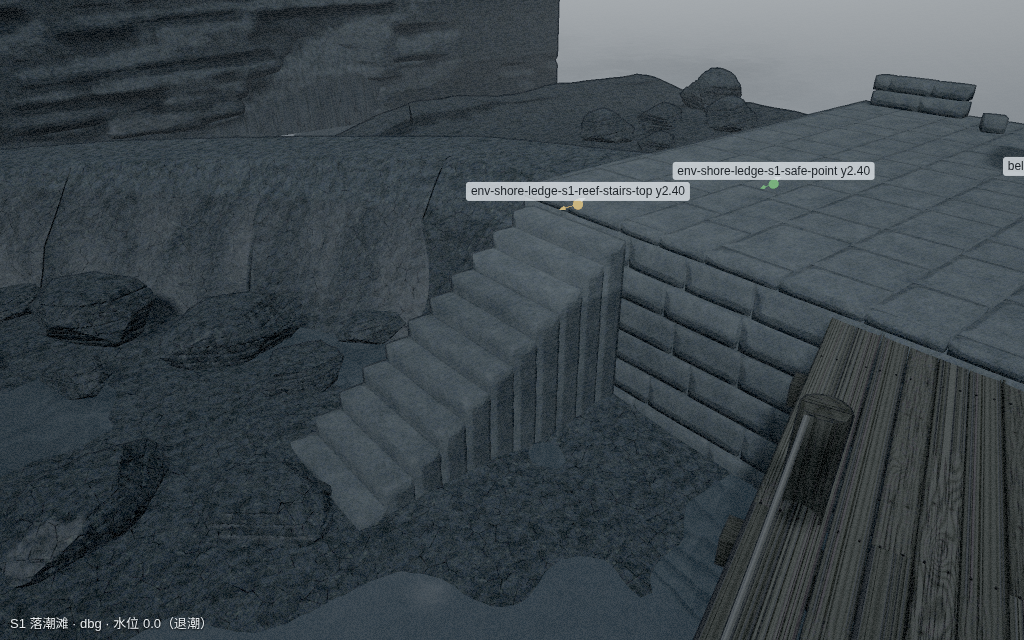 env-shore-ledge-s1-safe-point y2.40
bel
env-shore-ledge-s1-reef-stairs-top y2.40
S1 落潮滩 · dbg · 水位 0.0（退潮）